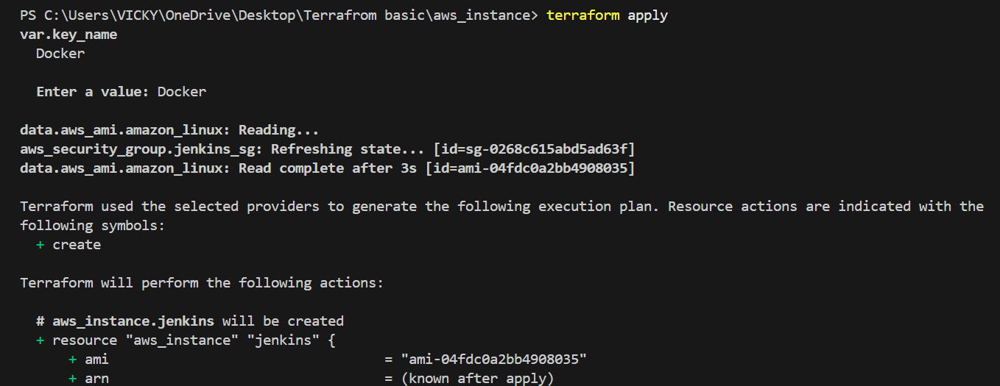 PS C:\Users\VICKY\OneDrive\Desktop\Terrafrom basic\aws_instance> terraform apply
var.key_name
  Docker

  Enter a value: Docker

data.aws_ami.amazon_linux: Reading...
aws_security_group.jenkins_sg: Refreshing state... [id=sg-0268c615abd5ad63f]
data.aws_ami.amazon_linux: Read complete after 3s [id=ami-04fdc0a2bb4908035]

Terraform used the selected providers to generate the following execution plan. Resource actions are indicated with the
following symbols:
  + create

Terraform will perform the following actions:

  # aws_instance.jenkins will be created
  + resource "aws_instance" "jenkins" {
      + ami                                  = "ami-04fdc0a2bb4908035"
      + arn                                  = (known after apply)